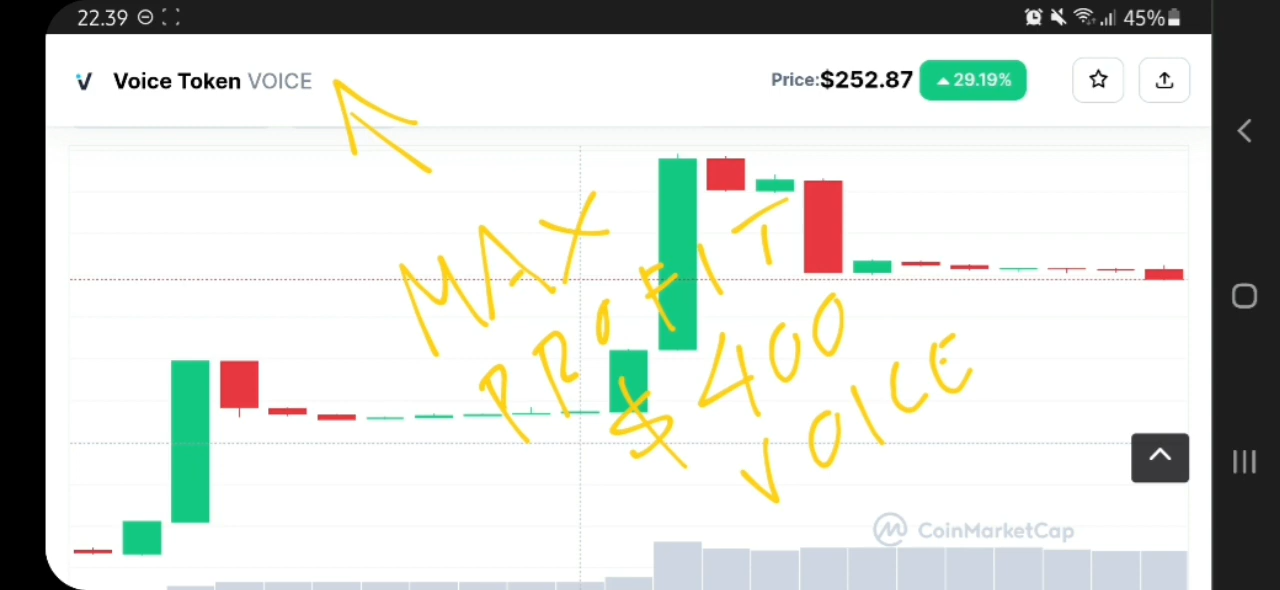 22.39
45%
Voice Token VOICE
Price:$252.87
29.19%
MAX
PROFIT
$400
VOICE
CoinMarketCap